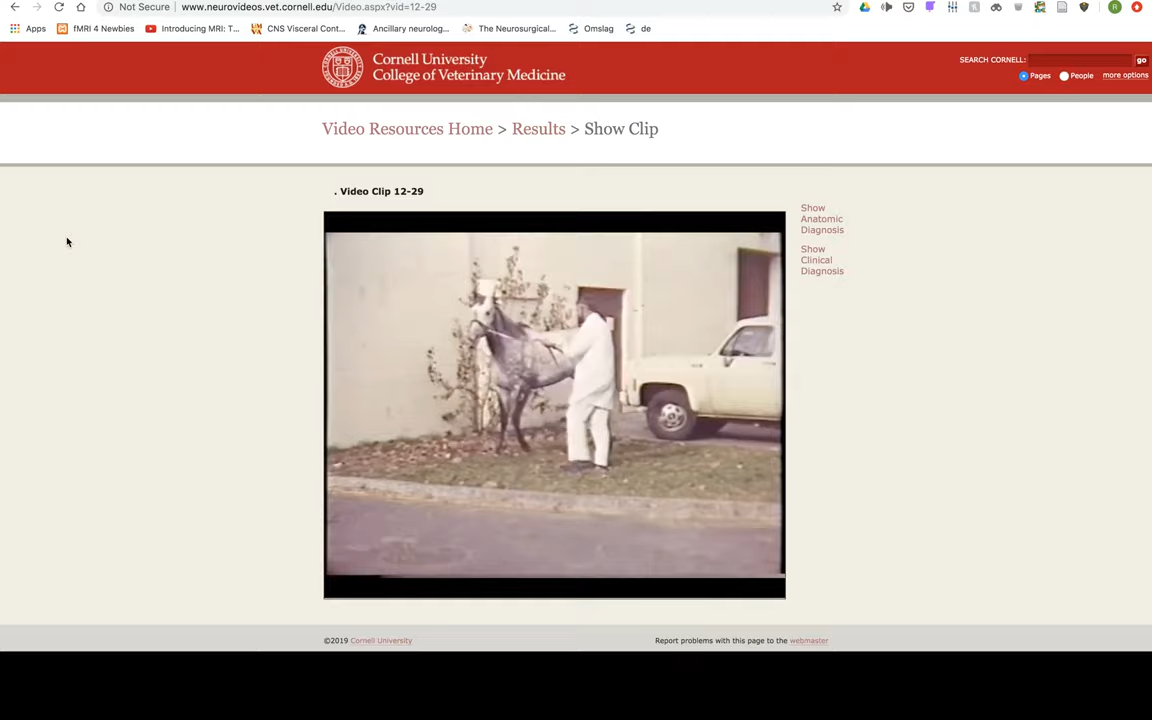 Not Secure www.neurovideos.vet.cornell.edu/Video.aspx?vid=12-29
Apps fMRI 4 Newbies Introducing MRI: T... CNS Visceral Cont... Ancillary neurolog... The Neurosurgical... Omslag de
Cornell University
College of Veterinary Medicine
SEARCH CORNELL: go
Pages People more options
Video Resources Home > Results > Show Clip
. Video Clip 12-29
Show
Anatomic
Diagnosis
Show
Clinical
Diagnosis
©2019 Cornell University
Report problems with this page to the webmaster